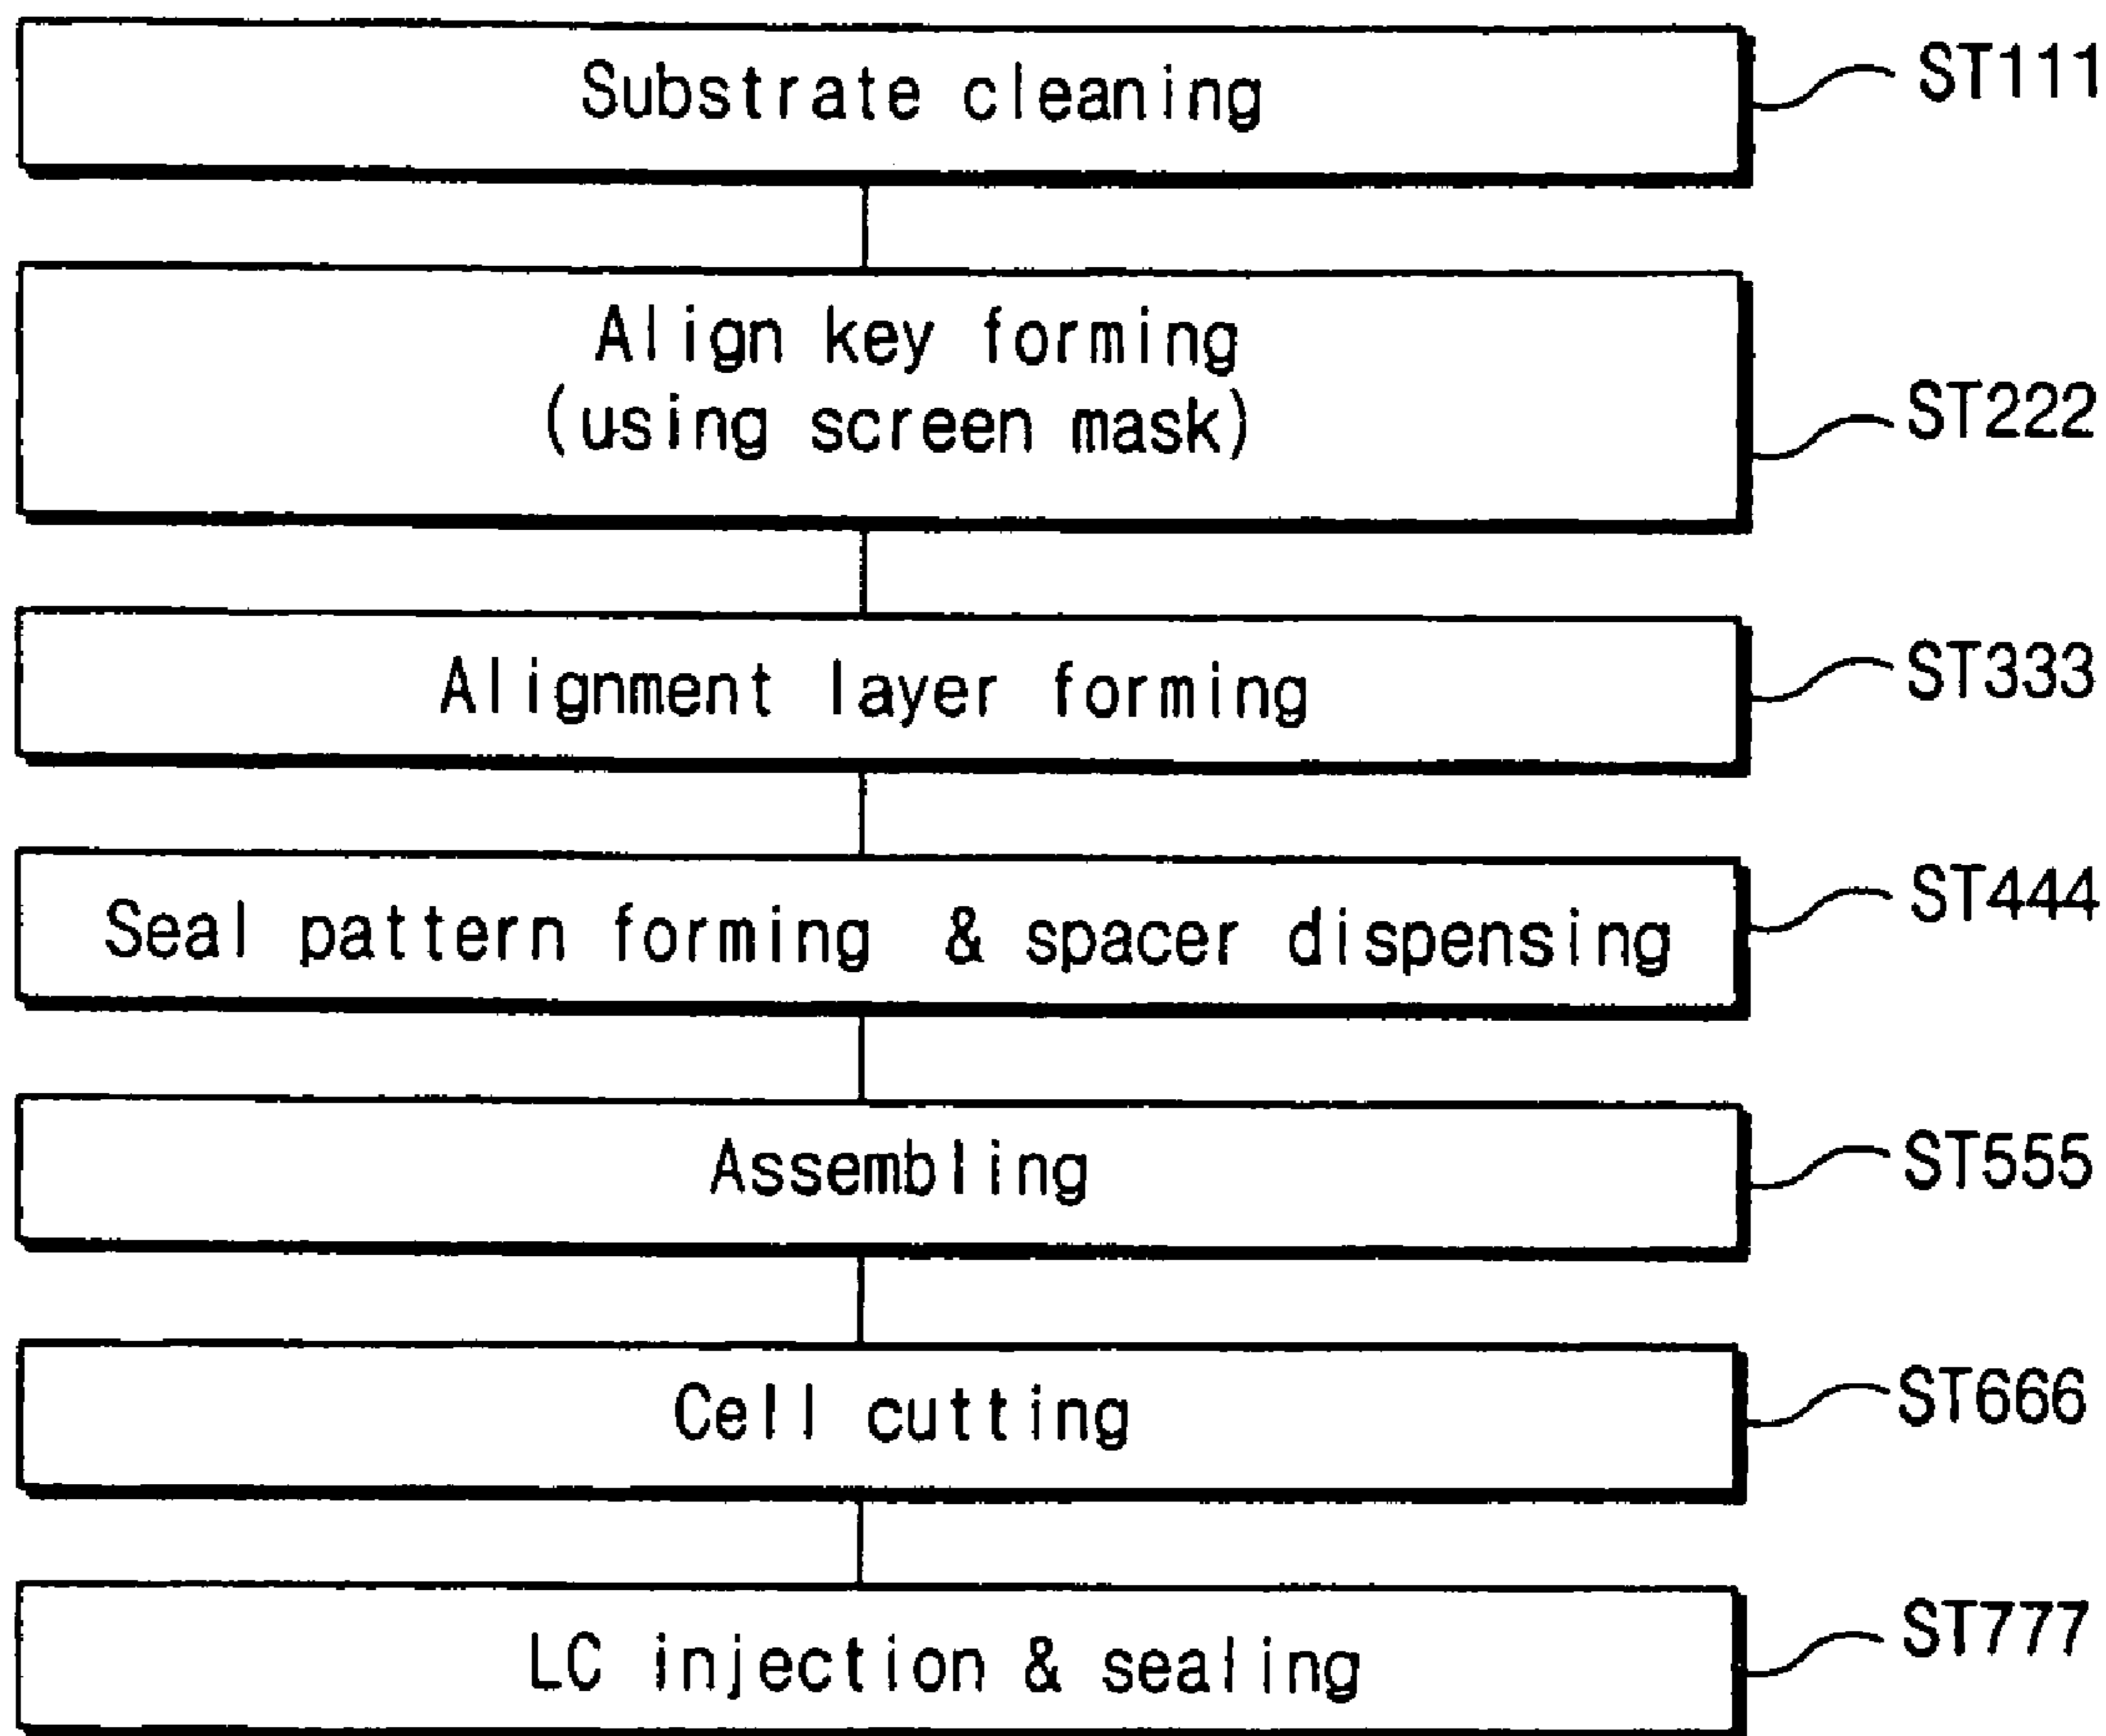 Substrate cleaning
ST111
Align key forming
(using screen mask)
ST222
Alignment layer forming
ST333
Seal pattern forming & spacer dispensing
ST444
Assembling
ST555
Cell cutting
ST666
LC injection & sealing
ST777